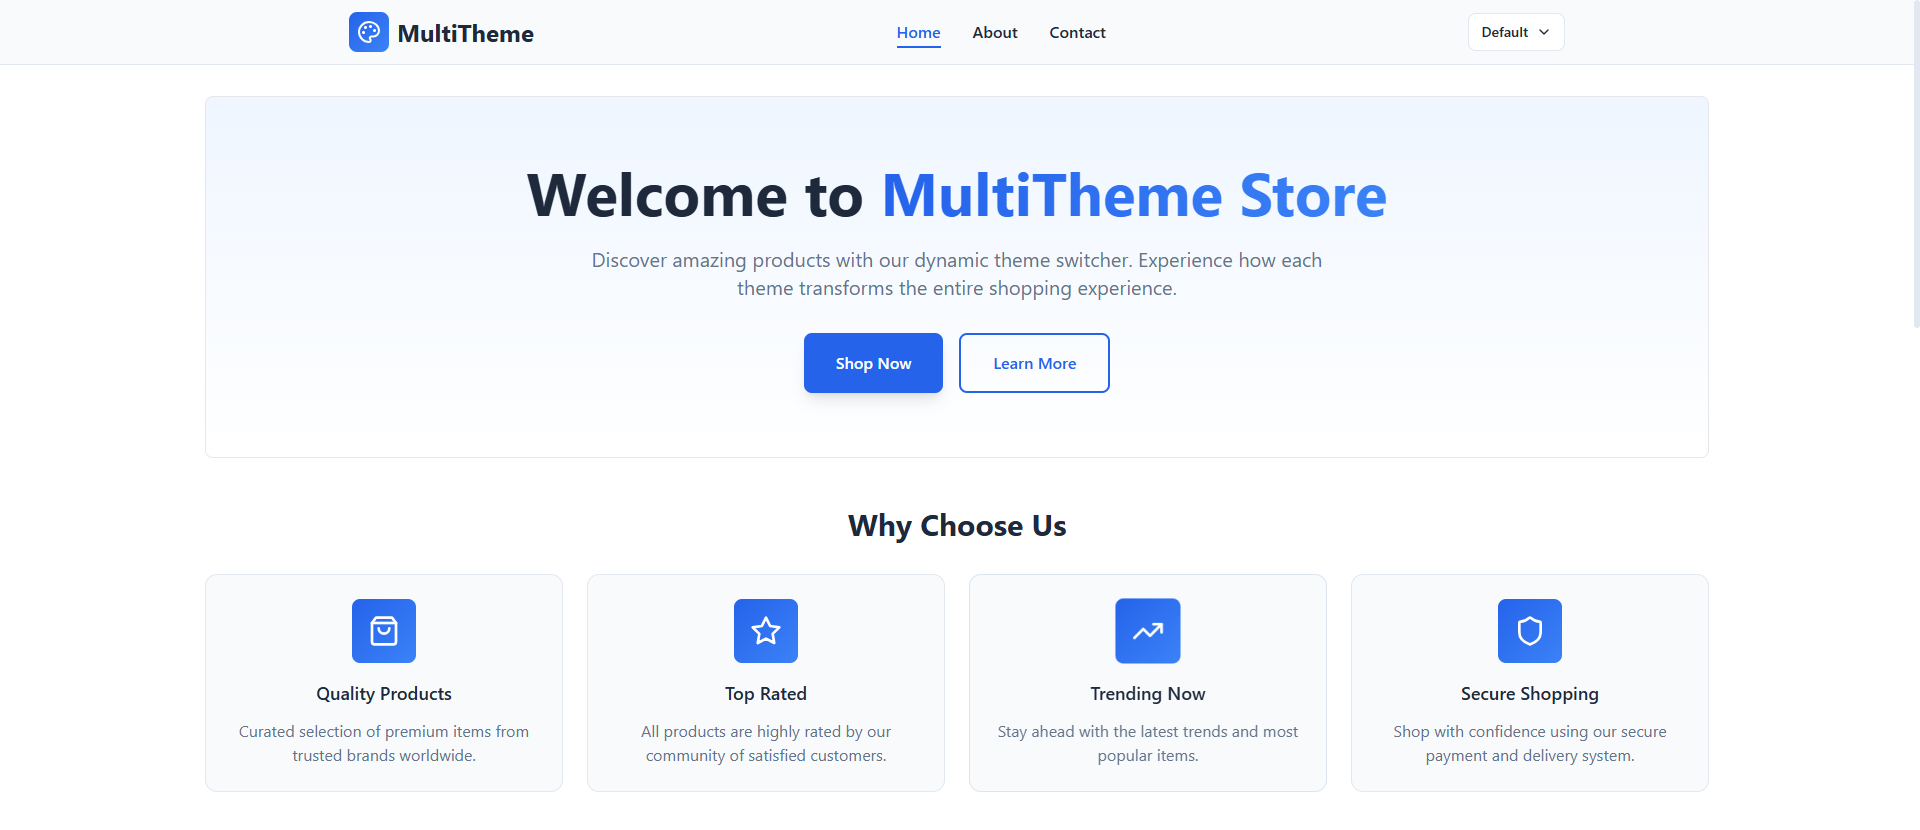 MultiTheme
Home About Contact
Default
Welcome to MultiTheme Store
Discover amazing products with our dynamic theme switcher. Experience how each
theme transforms the entire shopping experience.
Shop Now
Learn More
Why Choose Us
Quality Products
Curated selection of premium items from
trusted brands worldwide.
Top Rated
All products are highly rated by our
community of satisfied customers.
Trending Now
Stay ahead with the latest trends and most
popular items.
Secure Shopping
Shop with confidence using our secure
payment and delivery system.